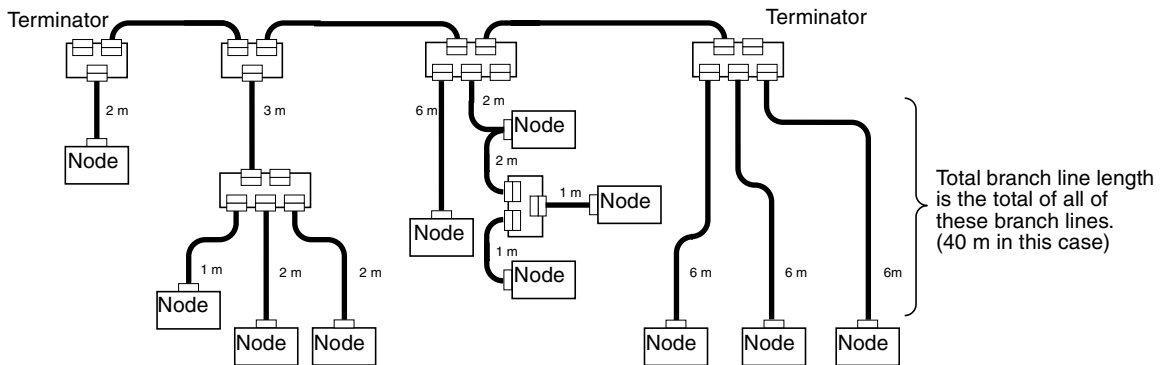 Terminator
Terminator
2 m
3 m
6 m
2 m
Node
Node
2 m
1 m
Node
Node
1 m
Node
1 m
2 m
2 m
6 m
6 m
6m
Node
Node
Node
Node
Node
Node
Total branch line length
is the total of all of
these branch lines.
(40 m in this case)